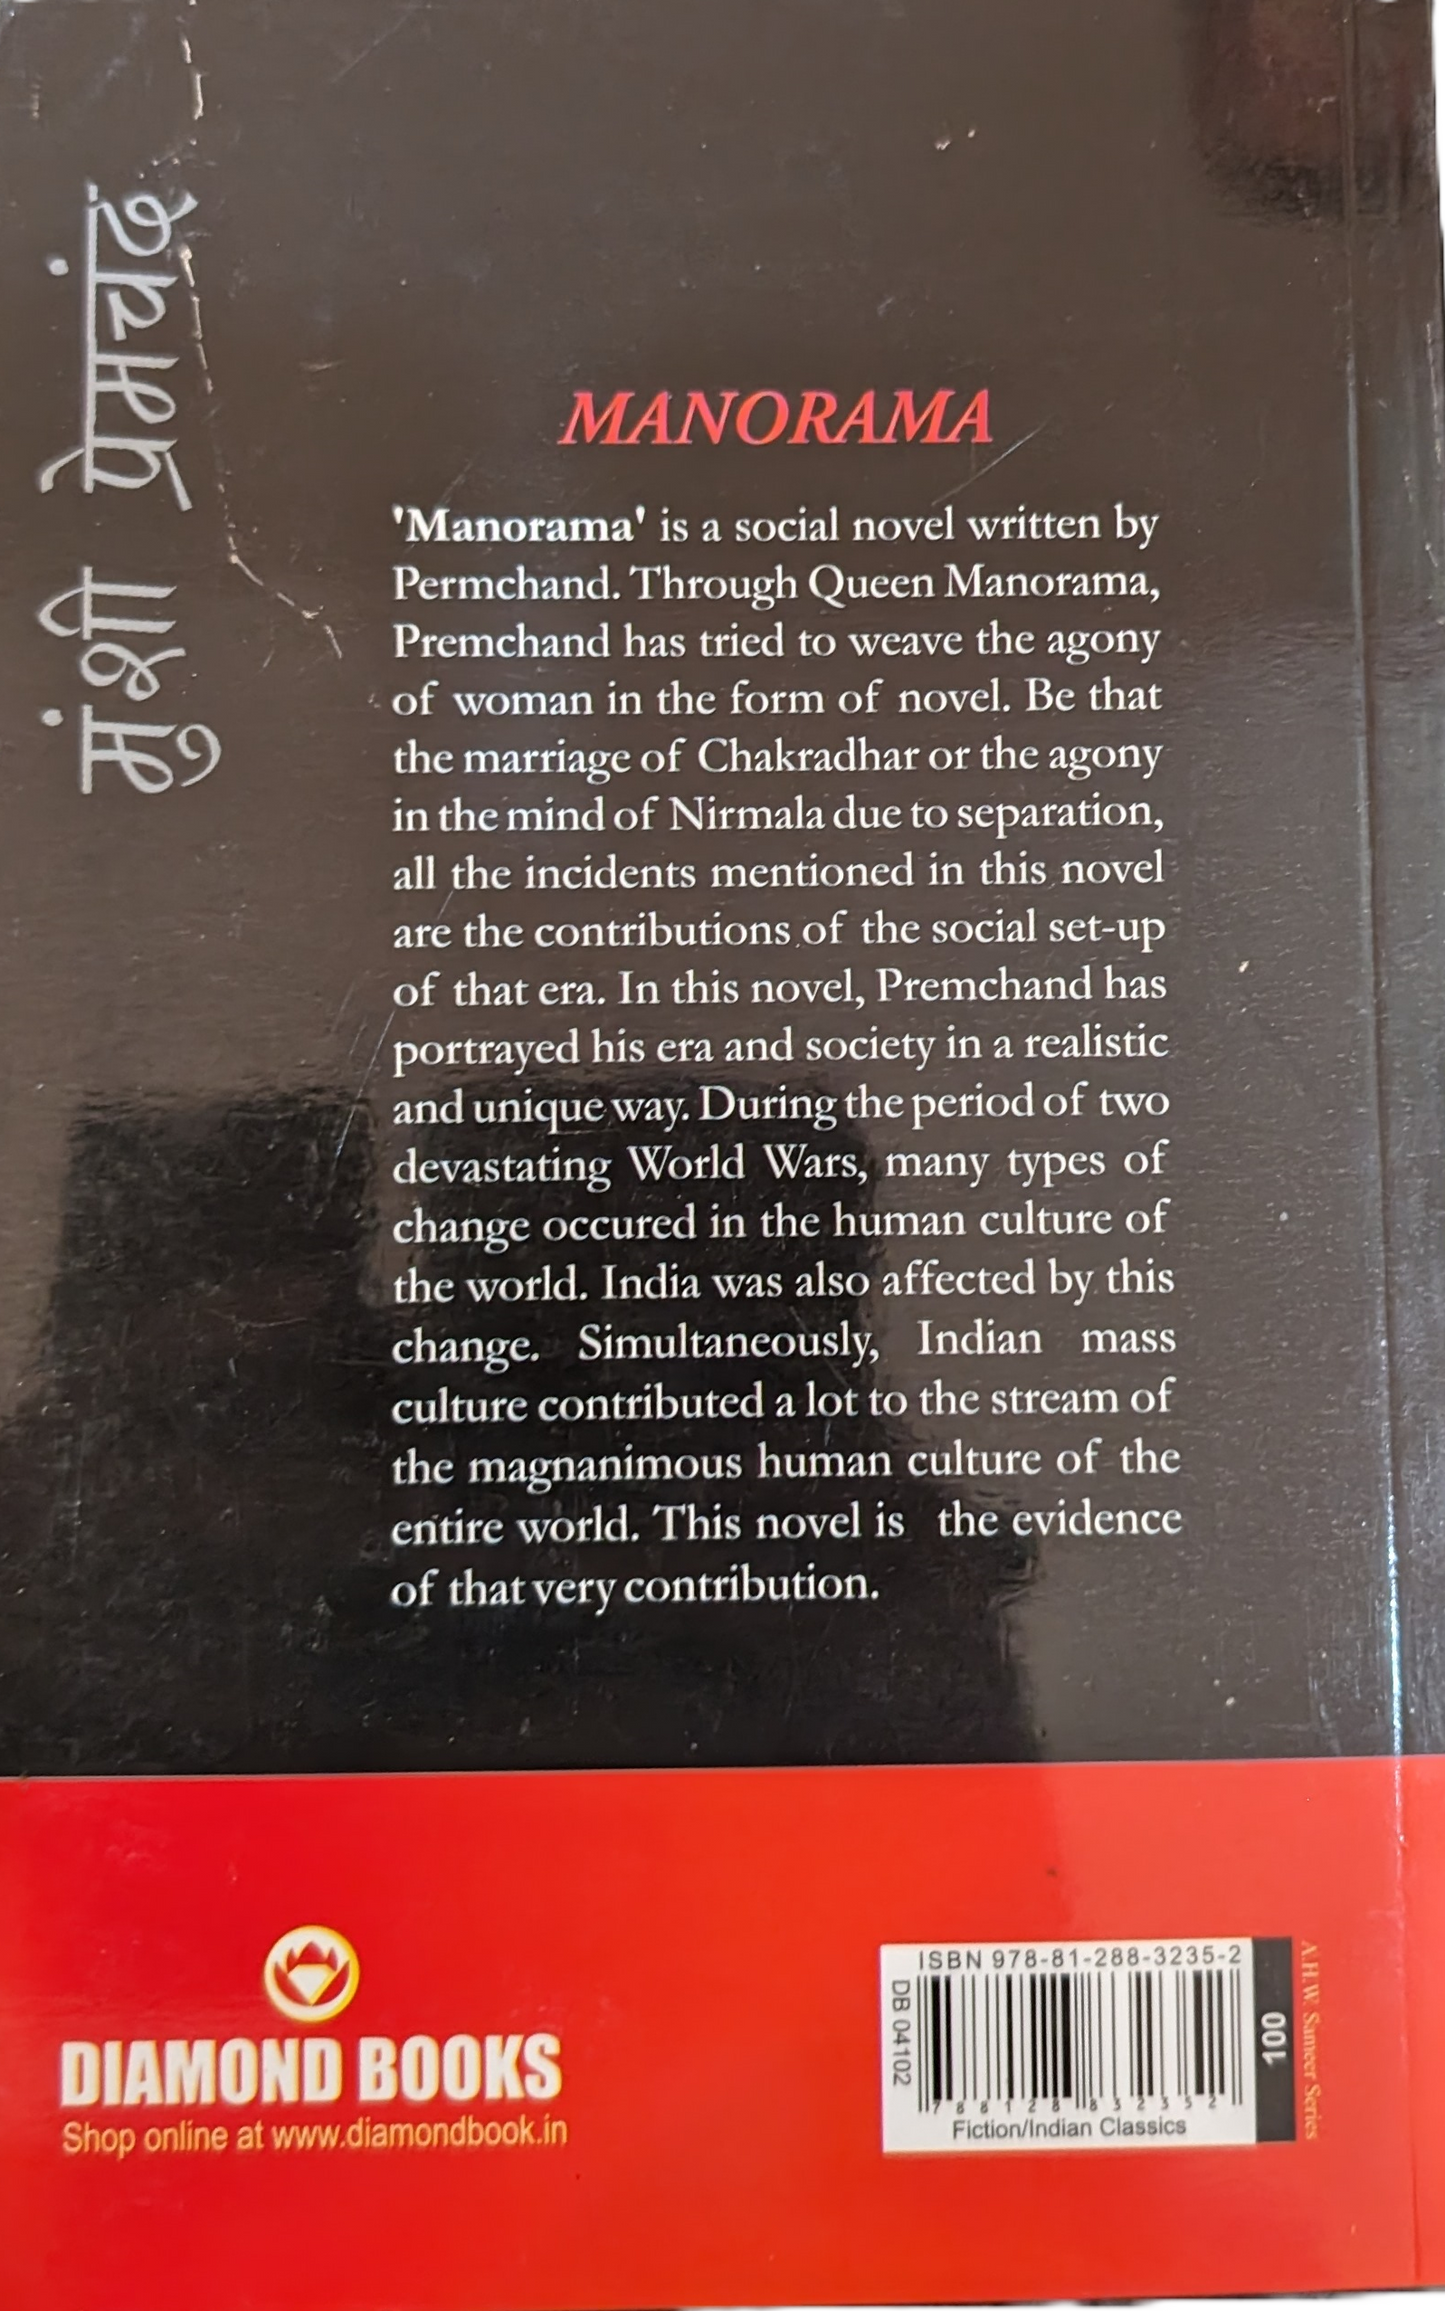 मुंशी प्रेमचंद
MANORAMA
'Manorama' is a social novel written by
Permchand. Through Queen Manorama,
Premchand has tried to weave the agony
of woman in the form of novel. Be that
the marriage of Chakradhar or the agony
in the mind of Nirmala due to separation,
all the incidents mentioned in this novel
are the contributions of the social set-up
of that era. In this novel, Premchand has
portrayed his era and society in a realistic
and unique way. During the period of two
devastating World Wars, many types of
change occured in the human culture of
the world. India was also affected by this
change. Simultaneously, Indian mass
culture contributed a lot to the stream of
the magnanimous human culture of the
entire world. This novel is the evidence
of that very contribution.
DIAMOND BOOKS
Shop online at www.diamondbook.in
ISBN 978-81-288-3235-2
DB 04102
788128832352
Fiction/Indian Classics
100
A.H.W. Sameer Series